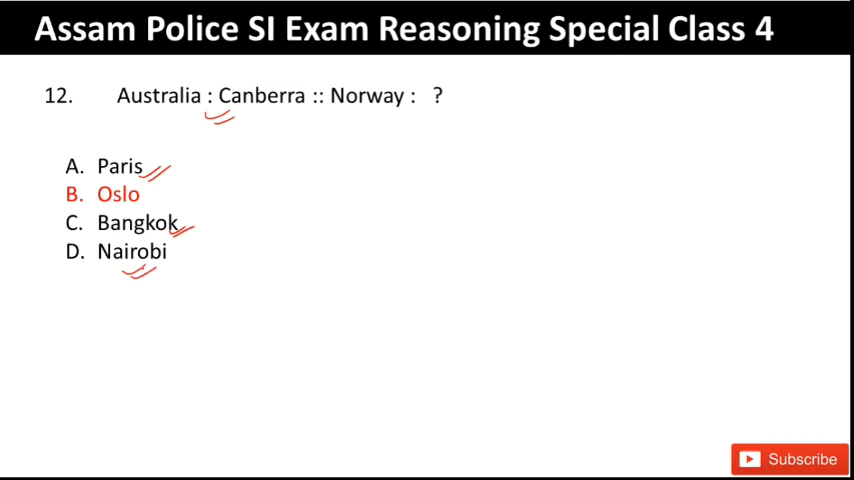 Assam Police SI Exam Reasoning Special Class 4
12. Australia : Canberra :: Norway : ?
A. Paris
B. Oslo
C. Bangkok
D. Nairobi
Subscribe